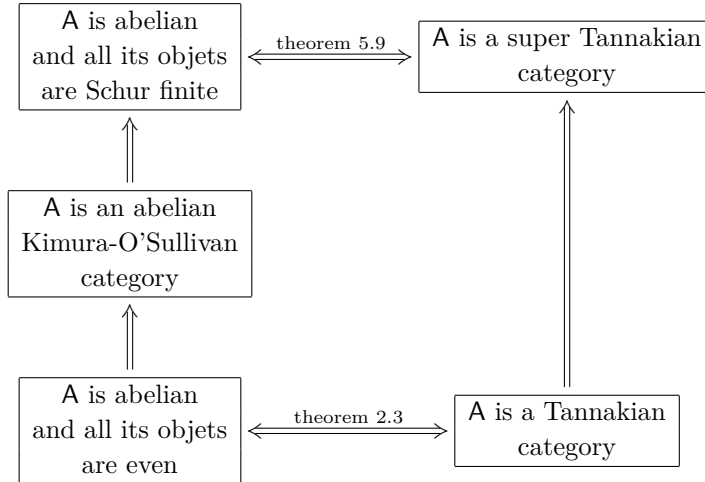 A is abelian
and all its objets
are Schur finite
theorem 5.9
A is a super Tannakian
category
A is an abelian
Kimura-O'Sullivan
category
A is abelian
and all its objets
are even
theorem 2.3
A is a Tannakian
category